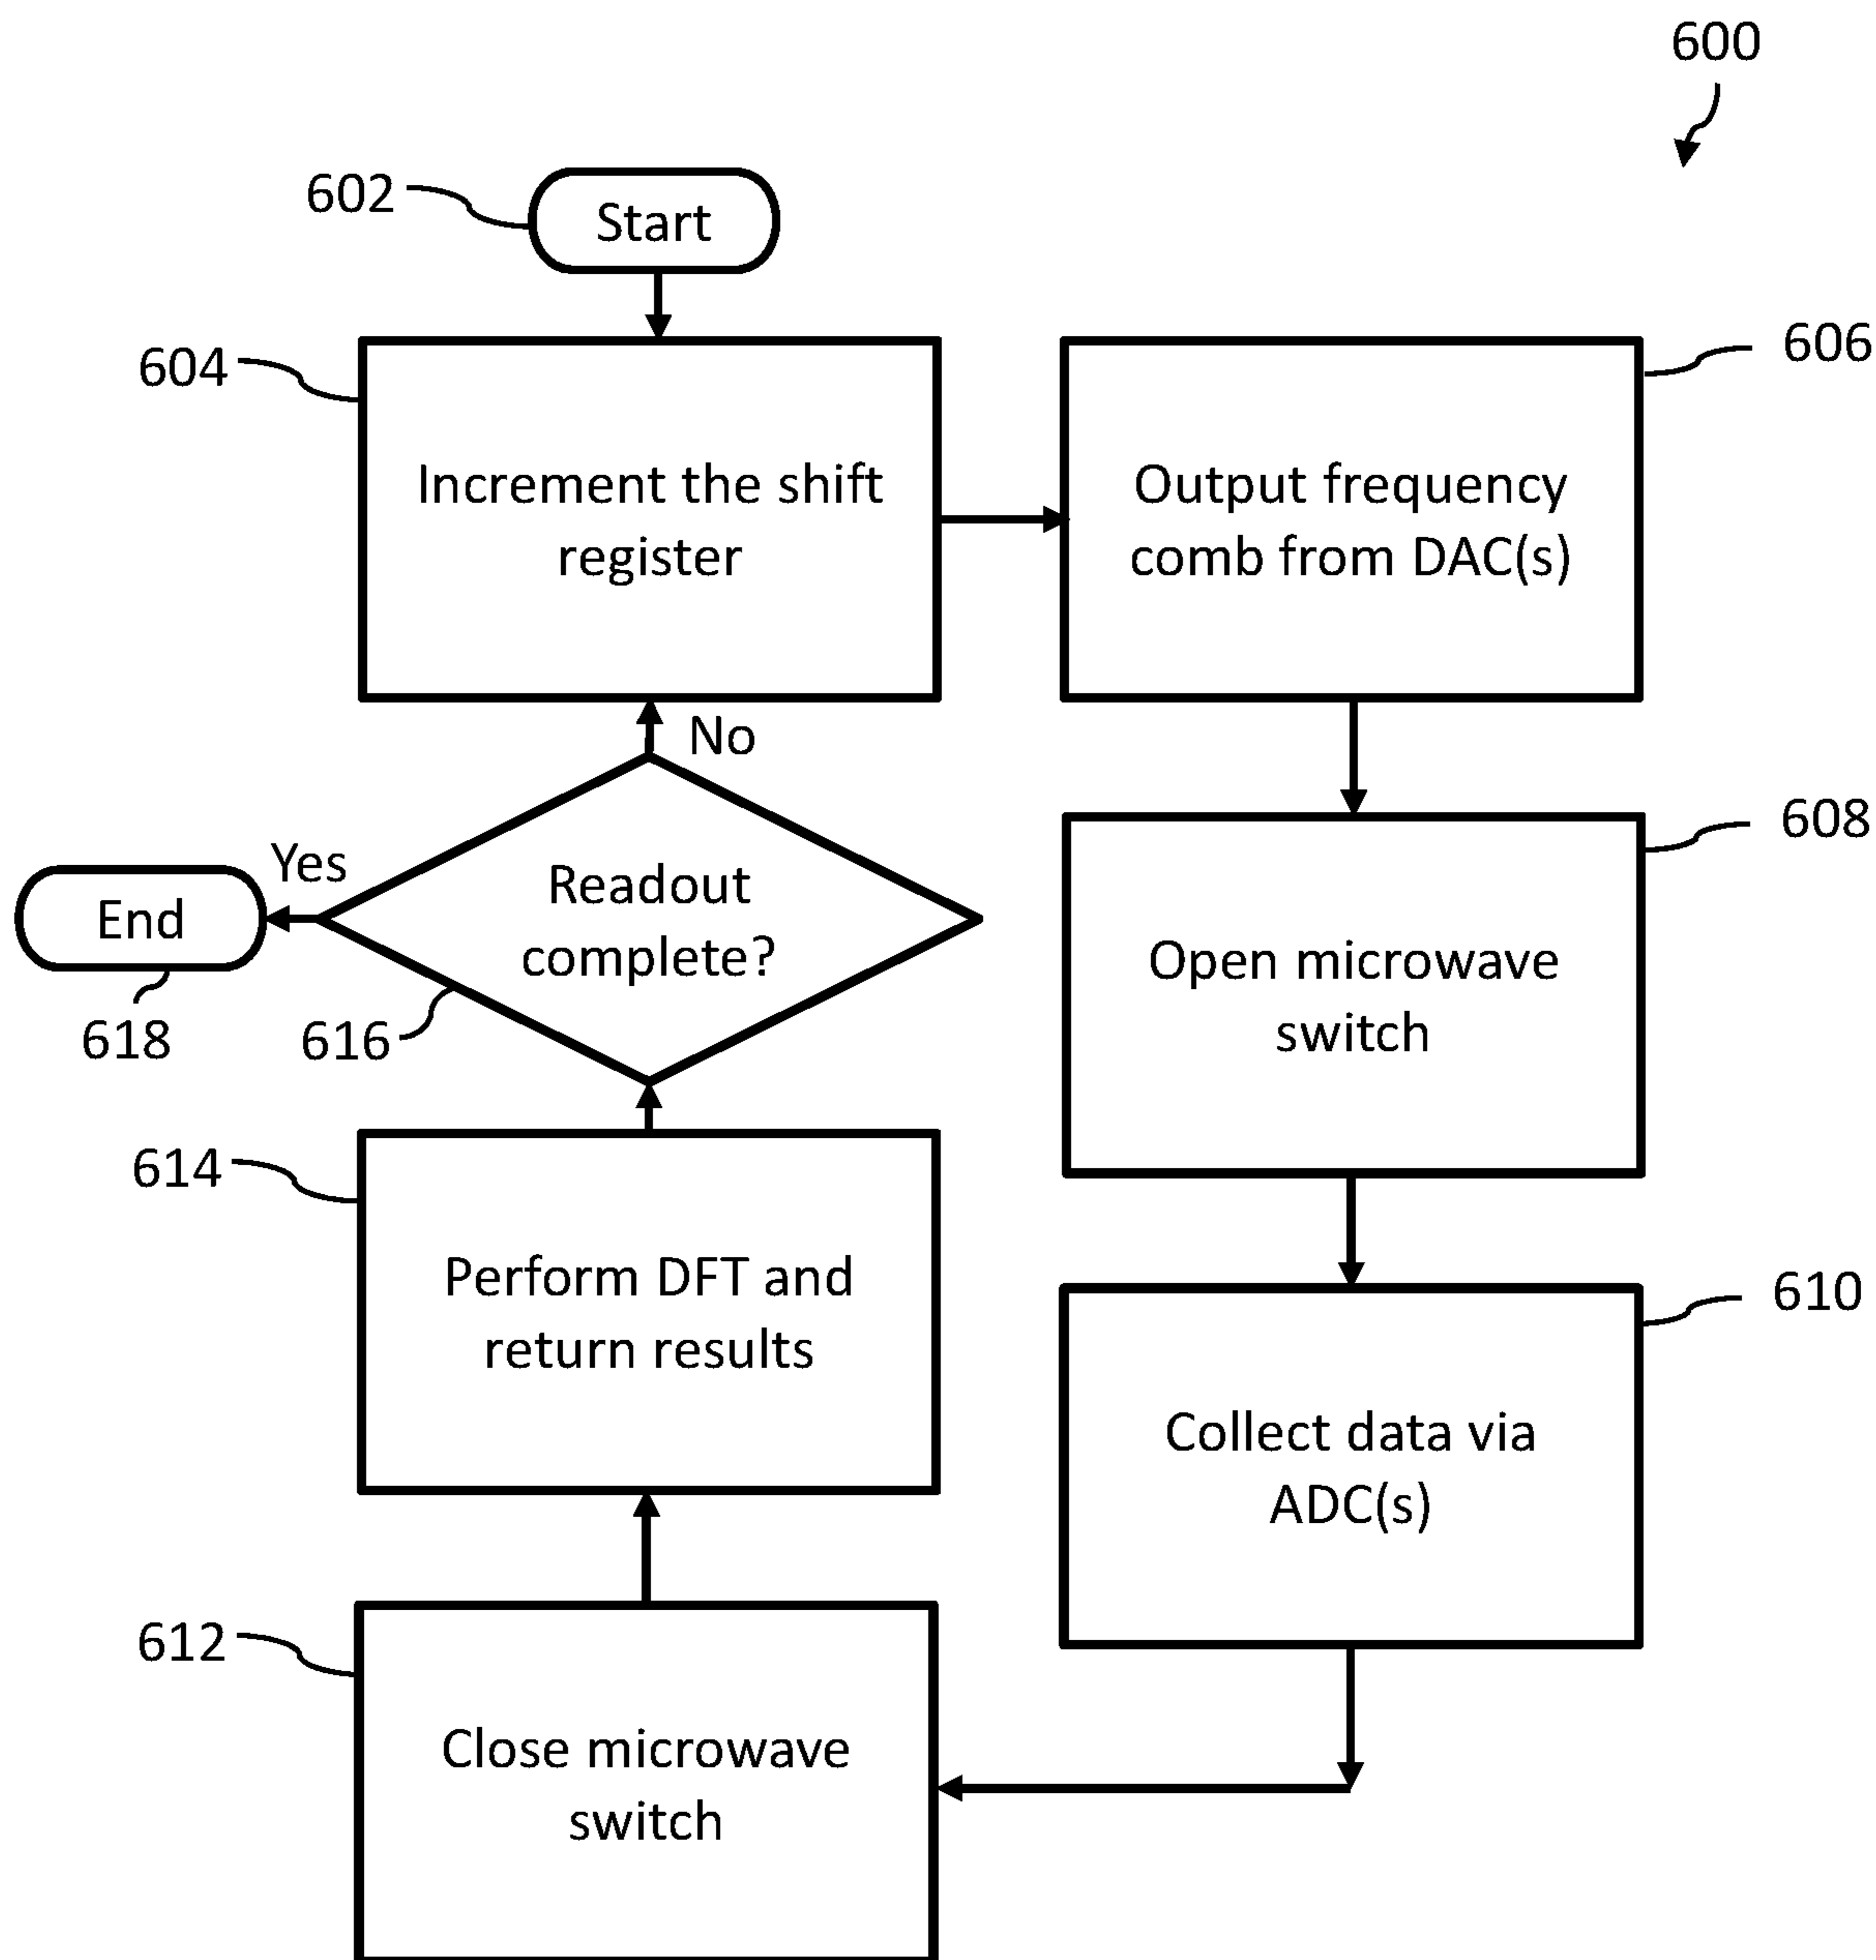 600
602
Start
604
Increment the shift
register
606
Output frequency
comb from DAC(s)
No
608
Open microwave
switch
Yes
End
618
Readout
complete?
616
610
Collect data via
ADC(s)
614
Perform DFT and
return results
612
Close microwave
switch